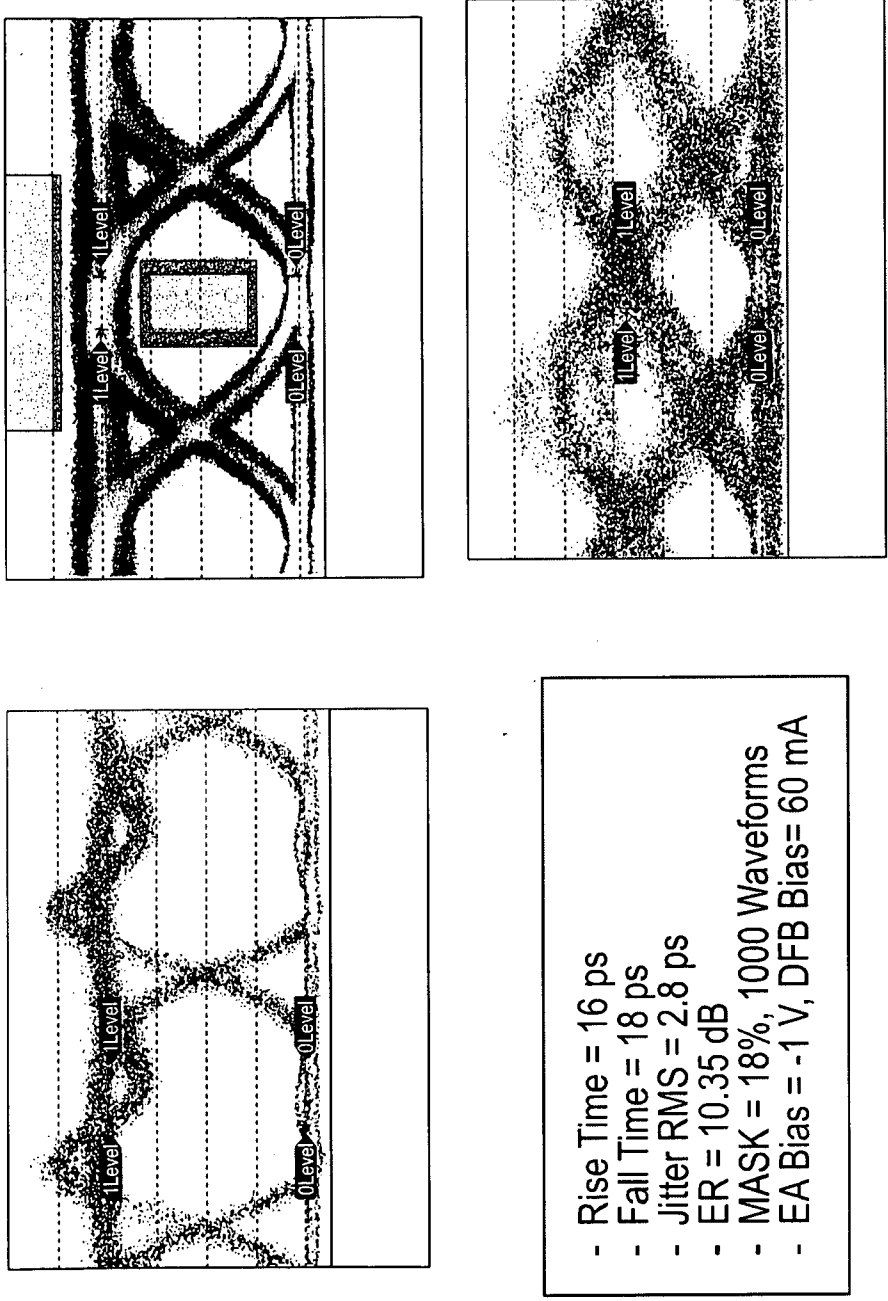 1Level
1Level
0Level
0Level
1Level
1Level
0Level
0Level
- Rise Time = 16 ps
- Fall Time = 18 ps
- Jitter RMS = 2.8 ps
- ER = 10.35 dB
- MASK = 18%, 1000 Waveforms
- EA Bias = -1 V, DFB Bias= 60 mA
1Level
1Level
0Level
0Level